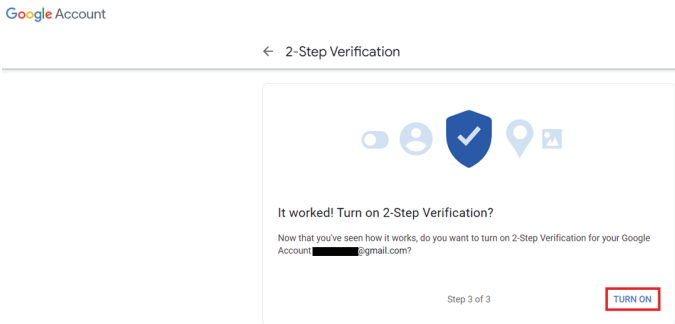 Google Account
2-Step Verification
It worked! Turn on 2-Step Verification?
Now that you've seen how it works, do you want to turn on 2-Step Verification for your Google
Account @gmail.com?
Step 3 of 3
TURN ON